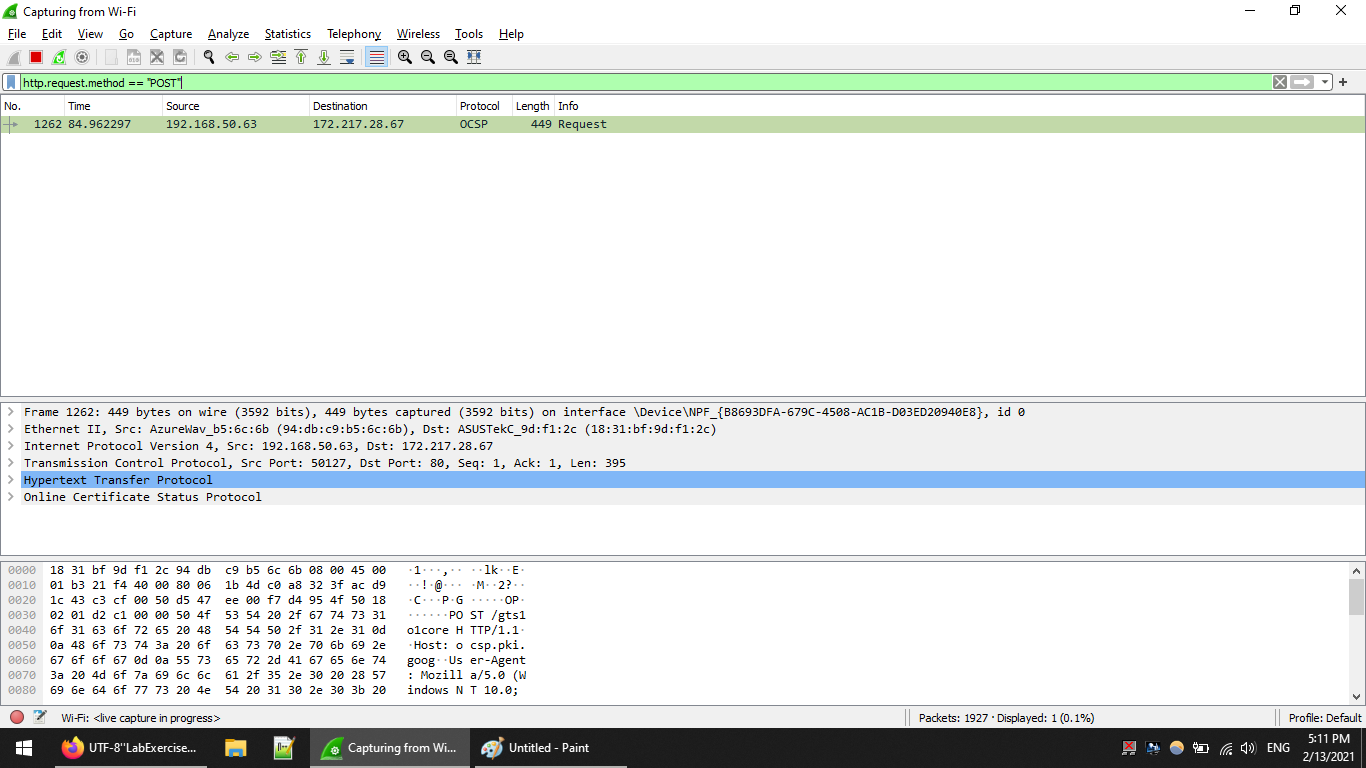 Capturing from Wi-Fi
File Edit View Go Capture Analyze Statistics Telephony Wireless Tools Help
http.request.method == "POST"
No. Time Source Destination Protocol Length Info
1262 84.962297 192.168.50.63 172.217.28.67 OCSP 449 Request
Frame 1262: 449 bytes on wire (3592 bits), 449 bytes captured (3592 bits) on interface \Device\NPF_{B8693DFA-679C-4508-AC1B-D03ED20940E8}, id 0
Ethernet II, Src: AzureWav_b5:6c:6b (94:db:c9:b5:6c:6b), Dst: ASUSTekC_9d:f1:2c (18:31:bf:9d:f1:2c)
Internet Protocol Version 4, Src: 192.168.50.63, Dst: 172.217.28.67
Transmission Control Protocol, Src Port: 50127, Dst Port: 80, Seq: 1, Ack: 1, Len: 395
Hypertext Transfer Protocol
Online Certificate Status Protocol
0000 18 31 bf 9d f1 2c 94 db c9 b5 6c 6b 08 00 45 00 ·1···,·· ··lk··E·
0010 01 b3 21 f4 40 00 80 06 1b 4d c0 a8 32 3f ac d9 ··!·@··· ·M··2?··
0020 1c 43 c3 cf 00 50 d5 47 ee 00 f7 d4 95 4f 50 18 ·C···P·G ·····OP·
0030 02 01 d2 c1 00 00 50 4f 53 54 20 2f 67 74 73 31 ······PO ST /gts1
0040 6f 31 63 6f 72 65 20 48 54 54 50 2f 31 2e 31 0d o1core H TTP/1.1·
0050 0a 48 6f 73 74 3a 20 6f 63 73 70 2e 70 6b 69 2e ·Host: o csp.pki.
0060 67 6f 6f 67 0d 0a 55 73 65 72 2d 41 67 65 6e 74 goog··Us er-Agent
0070 3a 20 4d 6f 7a 69 6c 6c 61 2f 35 2e 30 20 28 57 : Mozill a/5.0 (W
0080 69 6e 64 6f 77 73 20 4e 54 20 31 30 2e 30 3b 20 indows N T 10.0;
Wi-Fi: <live capture in progress> Packets: 1927 · Displayed: 1 (0.1%) Profile: Default
UTF-8''LabExercise... Capturing from Wi... Untitled - Paint ENG 5:11 PM
2/13/2021